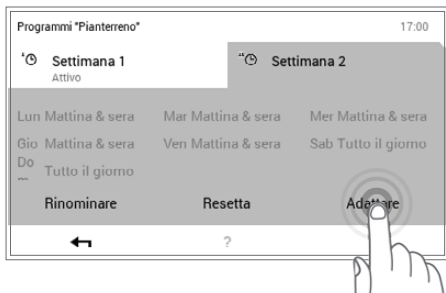 Programmi "Pianterreno" 17:00
Settimana 1 Settimana 2
Attivo
Lun Mattina & sera Mar Mattina & sera Mer Mattina & sera
Gio Mattina & sera Ven Mattina & sera Sab Tutto il giorno
Do
m Tutto il giorno
Rinominare Resetta Adattare
?